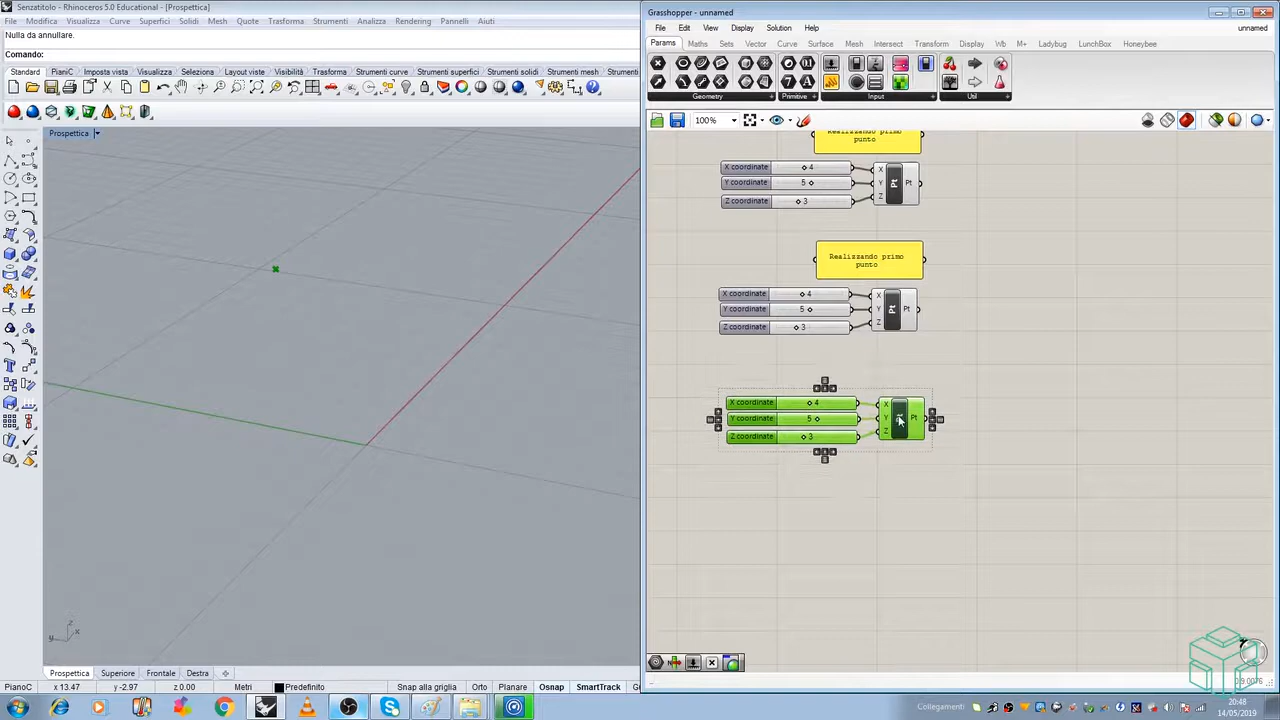 Senzatitolo - Rhinoceros 5.0 Educational - [Prospettica]
File Modifica Visualizza Curve Superfici Solidi Mesh Quote Trasforma Strumenti Analizza Rendering Pannelli Aiuti
Nulla da annullare.
Comando:
Standard PianiC Imposta vista Visualizza Seleziona Layout viste Visibilità Trasforma Strumenti curve Strumenti superfici Strumenti solidi Strumenti mesh Strumenti
Prospettica
y z x
Prospettica Superiore Frontale Destra
PianoC x 13.47 y -2.97 z 0.00 Metri Predefinito Snap alla griglia Orto Planare Osnap SmartTrack
Grasshopper - unnamed
File Edit View Display Solution Help unnamed
Params Maths Sets Vector Curve Surface Mesh Intersect Transform Display Wb M+ Ladybug LunchBox Honeybee
Geometry Primitive Input Util
100%
Realizzando primo
punto
X coordinate 4
Y coordinate 5
Z coordinate 3
X Y Z Pt Pt
Realizzando primo
punto
X coordinate 4
Y coordinate 5
Z coordinate 3
X Y Z Pt Pt
X coordinate 4
Y coordinate 5
Z coordinate 3
X Y Z Pt
Collegamenti
20:48
14/05/2019